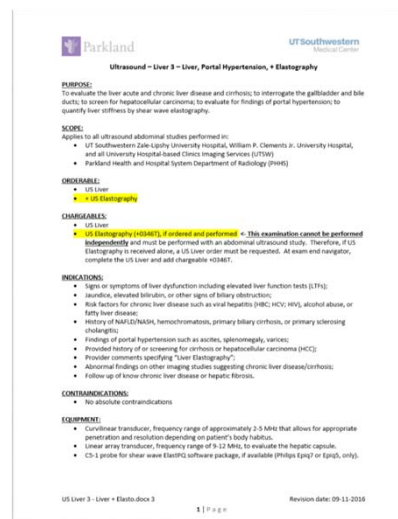 Parkland
UTSouthwestern
Medical Center
Ultrasound – Liver 3 – Liver, Portal Hypertension, + Elastography
PURPOSE:
To evaluate the liver acute and chronic liver disease and cirrhosis; to interrogate the gallbladder and bile
ducts; to screen for hepatocellular carcinoma; to evaluate for findings of portal hypertension; to
quantify liver stiffness by shear wave elastography.
SCOPE:
Applies to all ultrasound abdominal studies performed in:
• UT Southwestern Zale-Lipshy University Hospital, William P. Clements Jr. University Hospital,
and all University Hospital-based Clinics Imaging Services (UTSW)
• Parkland Health and Hospital System Department of Radiology (PHHS)
ORDERABLE:
• US Liver
• + US Elastography
CHARGEABLES:
• US Liver
• US Elastography (+0346T), if ordered and performed <- This examination cannot be performed
independently and must be performed with an abdominal ultrasound study. Therefore, if US
Elastography is received alone, a US Liver order must be requested. At exam end navigator,
complete the US Liver and add chargeable +0346T.
INDICATIONS:
• Signs or symptoms of liver dysfunction including elevated liver function tests (LFTs);
• Jaundice, elevated bilirubin, or other signs of biliary obstruction;
• Risk factors for chronic liver disease such as viral hepatitis (HBC; HCV; HIV), alcohol abuse, or
fatty liver disease;
• History of NAFLD/NASH, hemochromatosis, primary biliary cirrhosis, or primary sclerosing
cholangitis;
• Findings of portal hypertension such as ascites, splenomegaly, varices;
• Provided history of or screening for cirrhosis or hepatocellular carcinoma (HCC);
• Provider comments specifying "Liver Elastography";
• Abnormal findings on other imaging studies suggesting chronic liver disease/cirrhosis;
• Follow up of know chronic liver disease or hepatic fibrosis.
CONTRAINDICATIONS:
• No absolute contraindications
EQUIPMENT:
• Curvilinear transducer, frequency range of approximately 2-5 MHz that allows for appropriate
penetration and resolution depending on patient's body habitus.
• Linear array transducer, frequency range of 9-12 MHz, to evaluate the hepatic capsule.
• C5-1 probe for shear wave ElastPQ software package, if available (Philips Epiq7 or Epiq5, only).
US Liver 3 - Liver + Elasto.docx 3
Revision date: 09-11-2016
1 | Page